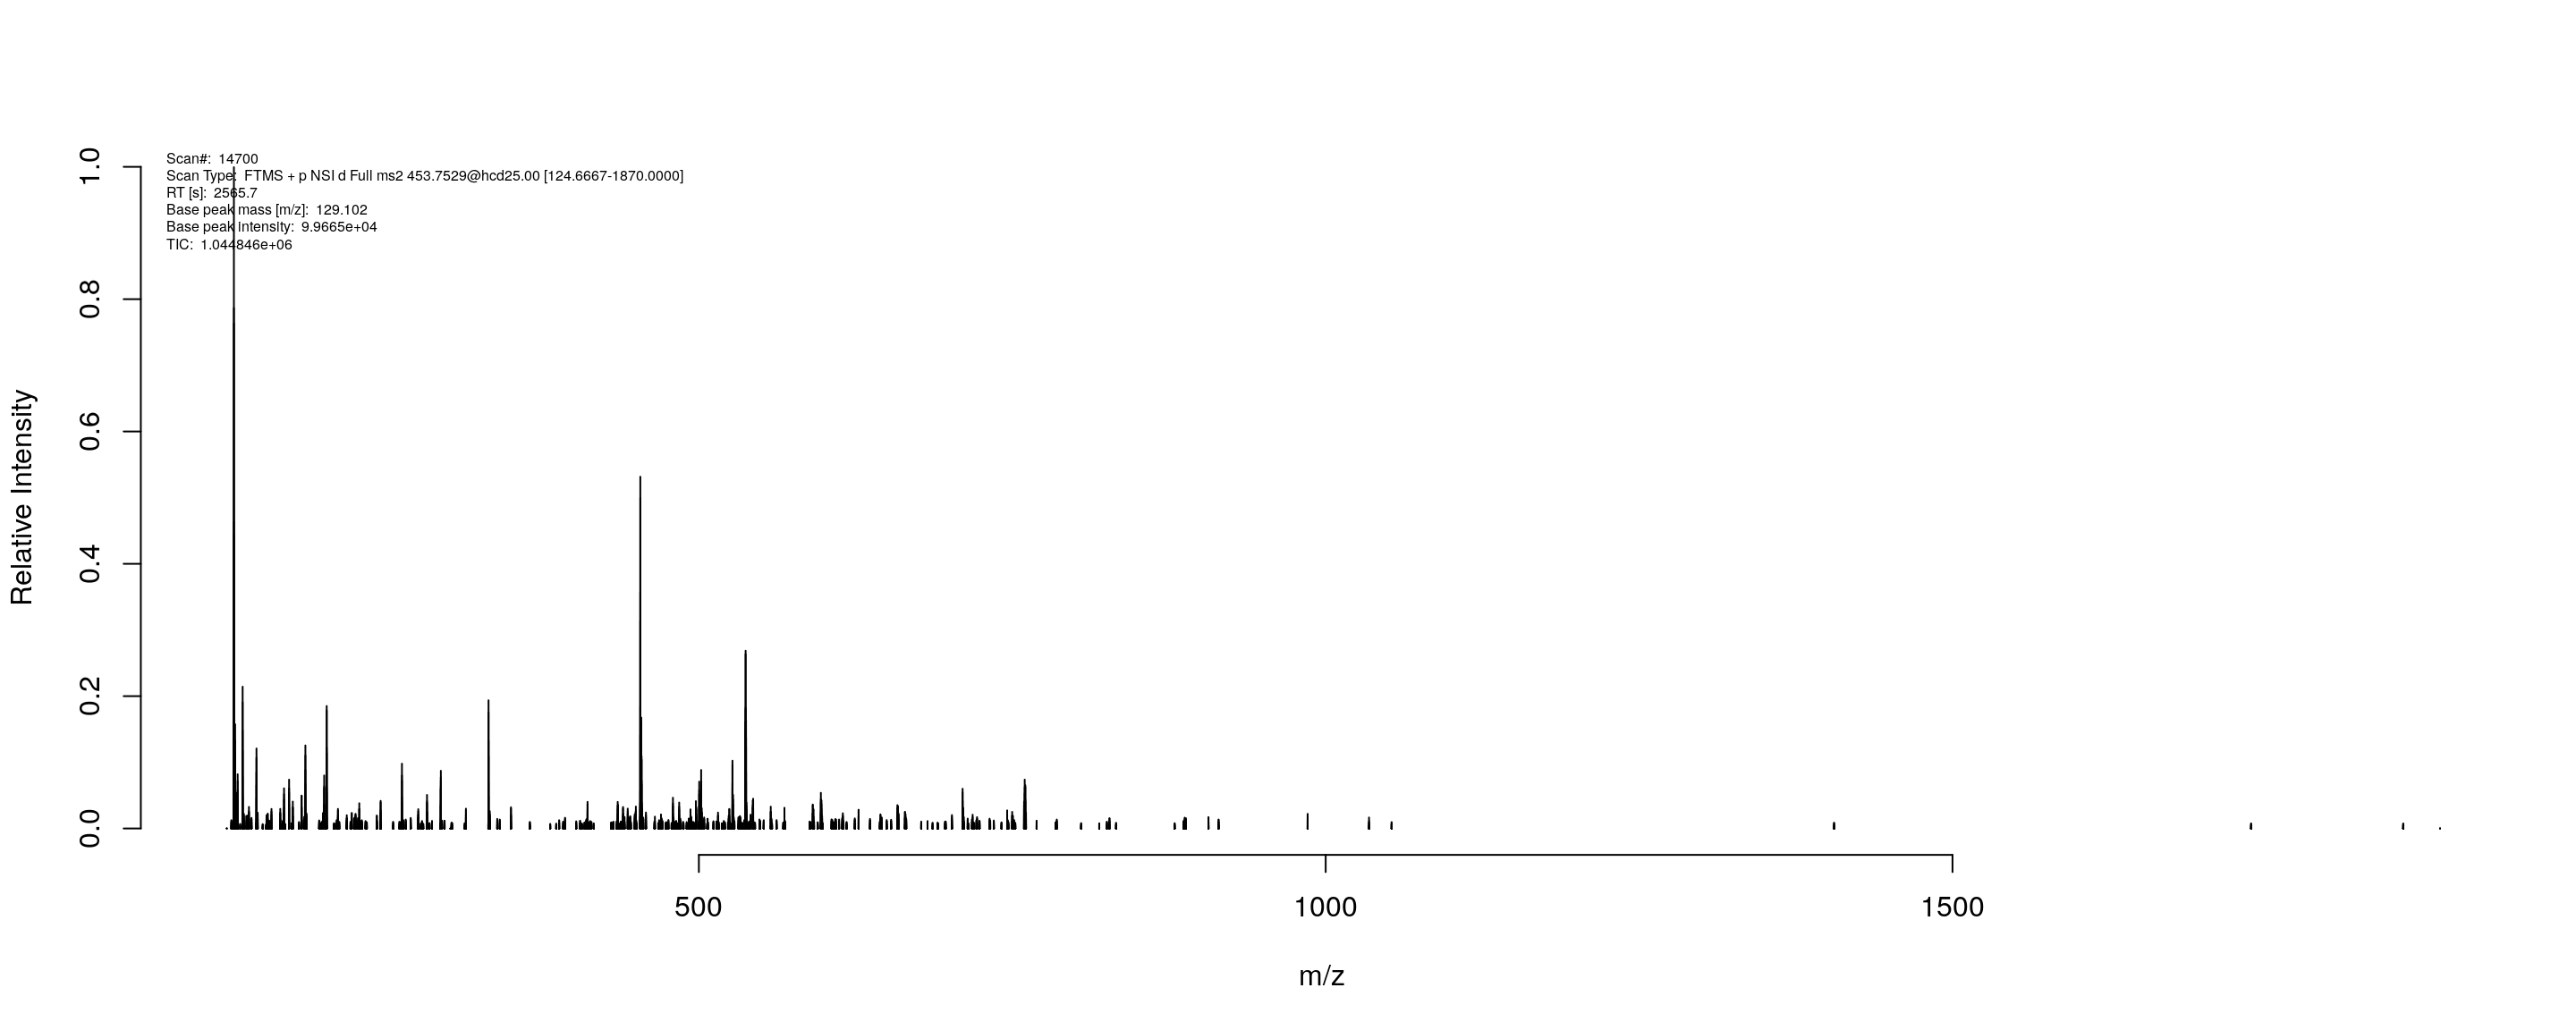 Scan#: 14700
Scan Type: FTMS + p NSI d Full ms2 453.7529@hcd25.00 [124.6667-1870.0000]
RT [s]: 2565.7
Base peak mass [m/z]: 129.102
Base peak intensity: 9.9665e+04
TIC: 1.044846e+06
1.0
0.8
0.6
0.4
0.2
0.0
Relative Intensity
500 1000 1500
m/z